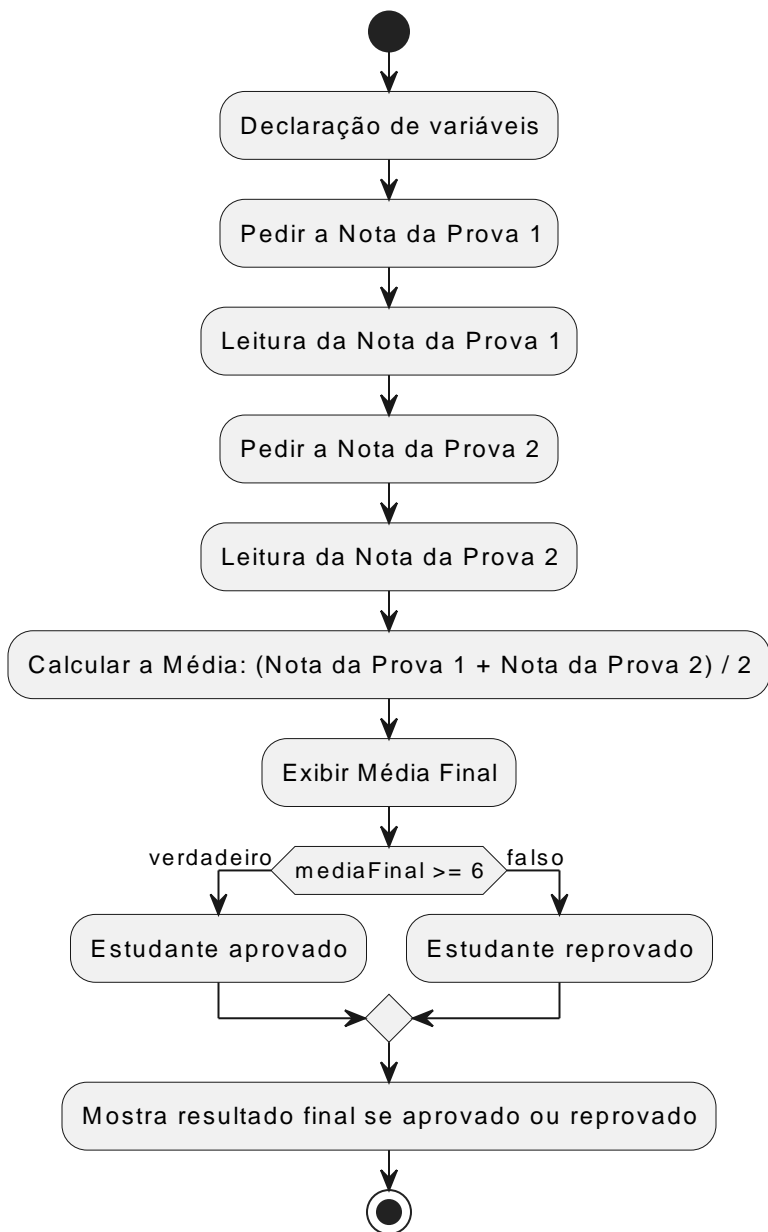 Declaração de variáveis
Pedir a Nota da Prova 1
Leitura da Nota da Prova 1
Pedir a Nota da Prova 2
Leitura da Nota da Prova 2
Calcular a Média: (Nota da Prova 1 + Nota da Prova 2) / 2
Exibir Média Final
verdadeiro
mediaFinal >= 6
falso
Estudante aprovado
Estudante reprovado
Mostra resultado final se aprovado ou reprovado